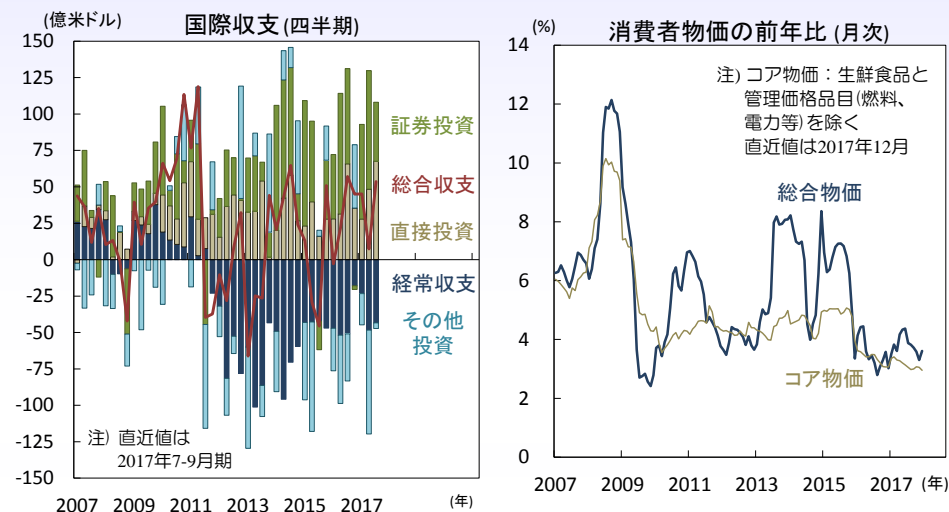 国際収支 (四半期)
(億米ドル)
150
125
100
75
50
25
0
-25
-50
-75
-100
-125
-150
証券投資
総合収支
直接投資
経常収支
その他
投資
注) 直近値は
2017年7-9月期
2007 2009 2011 2013 2015 2017 (年)
消費者物価の前年比 (月次)
(%)
14
12
10
8
6
4
2
0
注) コア物価：生鮮食品と
管理価格品目(燃料、
電力等)を除く
直近値は2017年12月
総合物価
コア物価
2007 2009 2011 2013 2015 2017 (年)